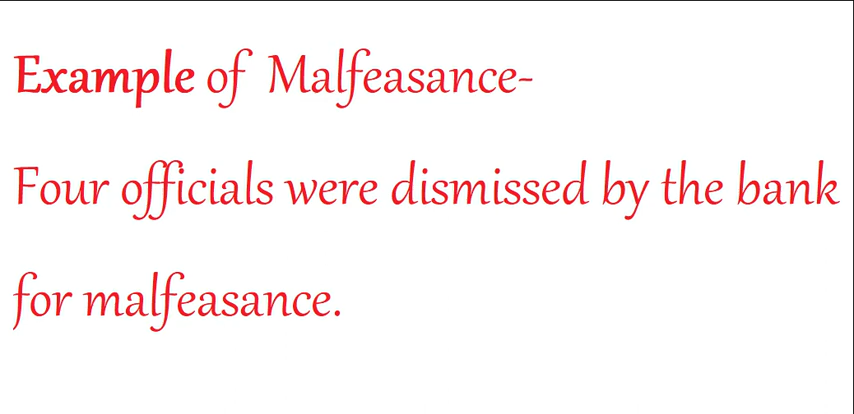 Example of Malfeasance-
Four officials were dismissed by the bank
for malfeasance.